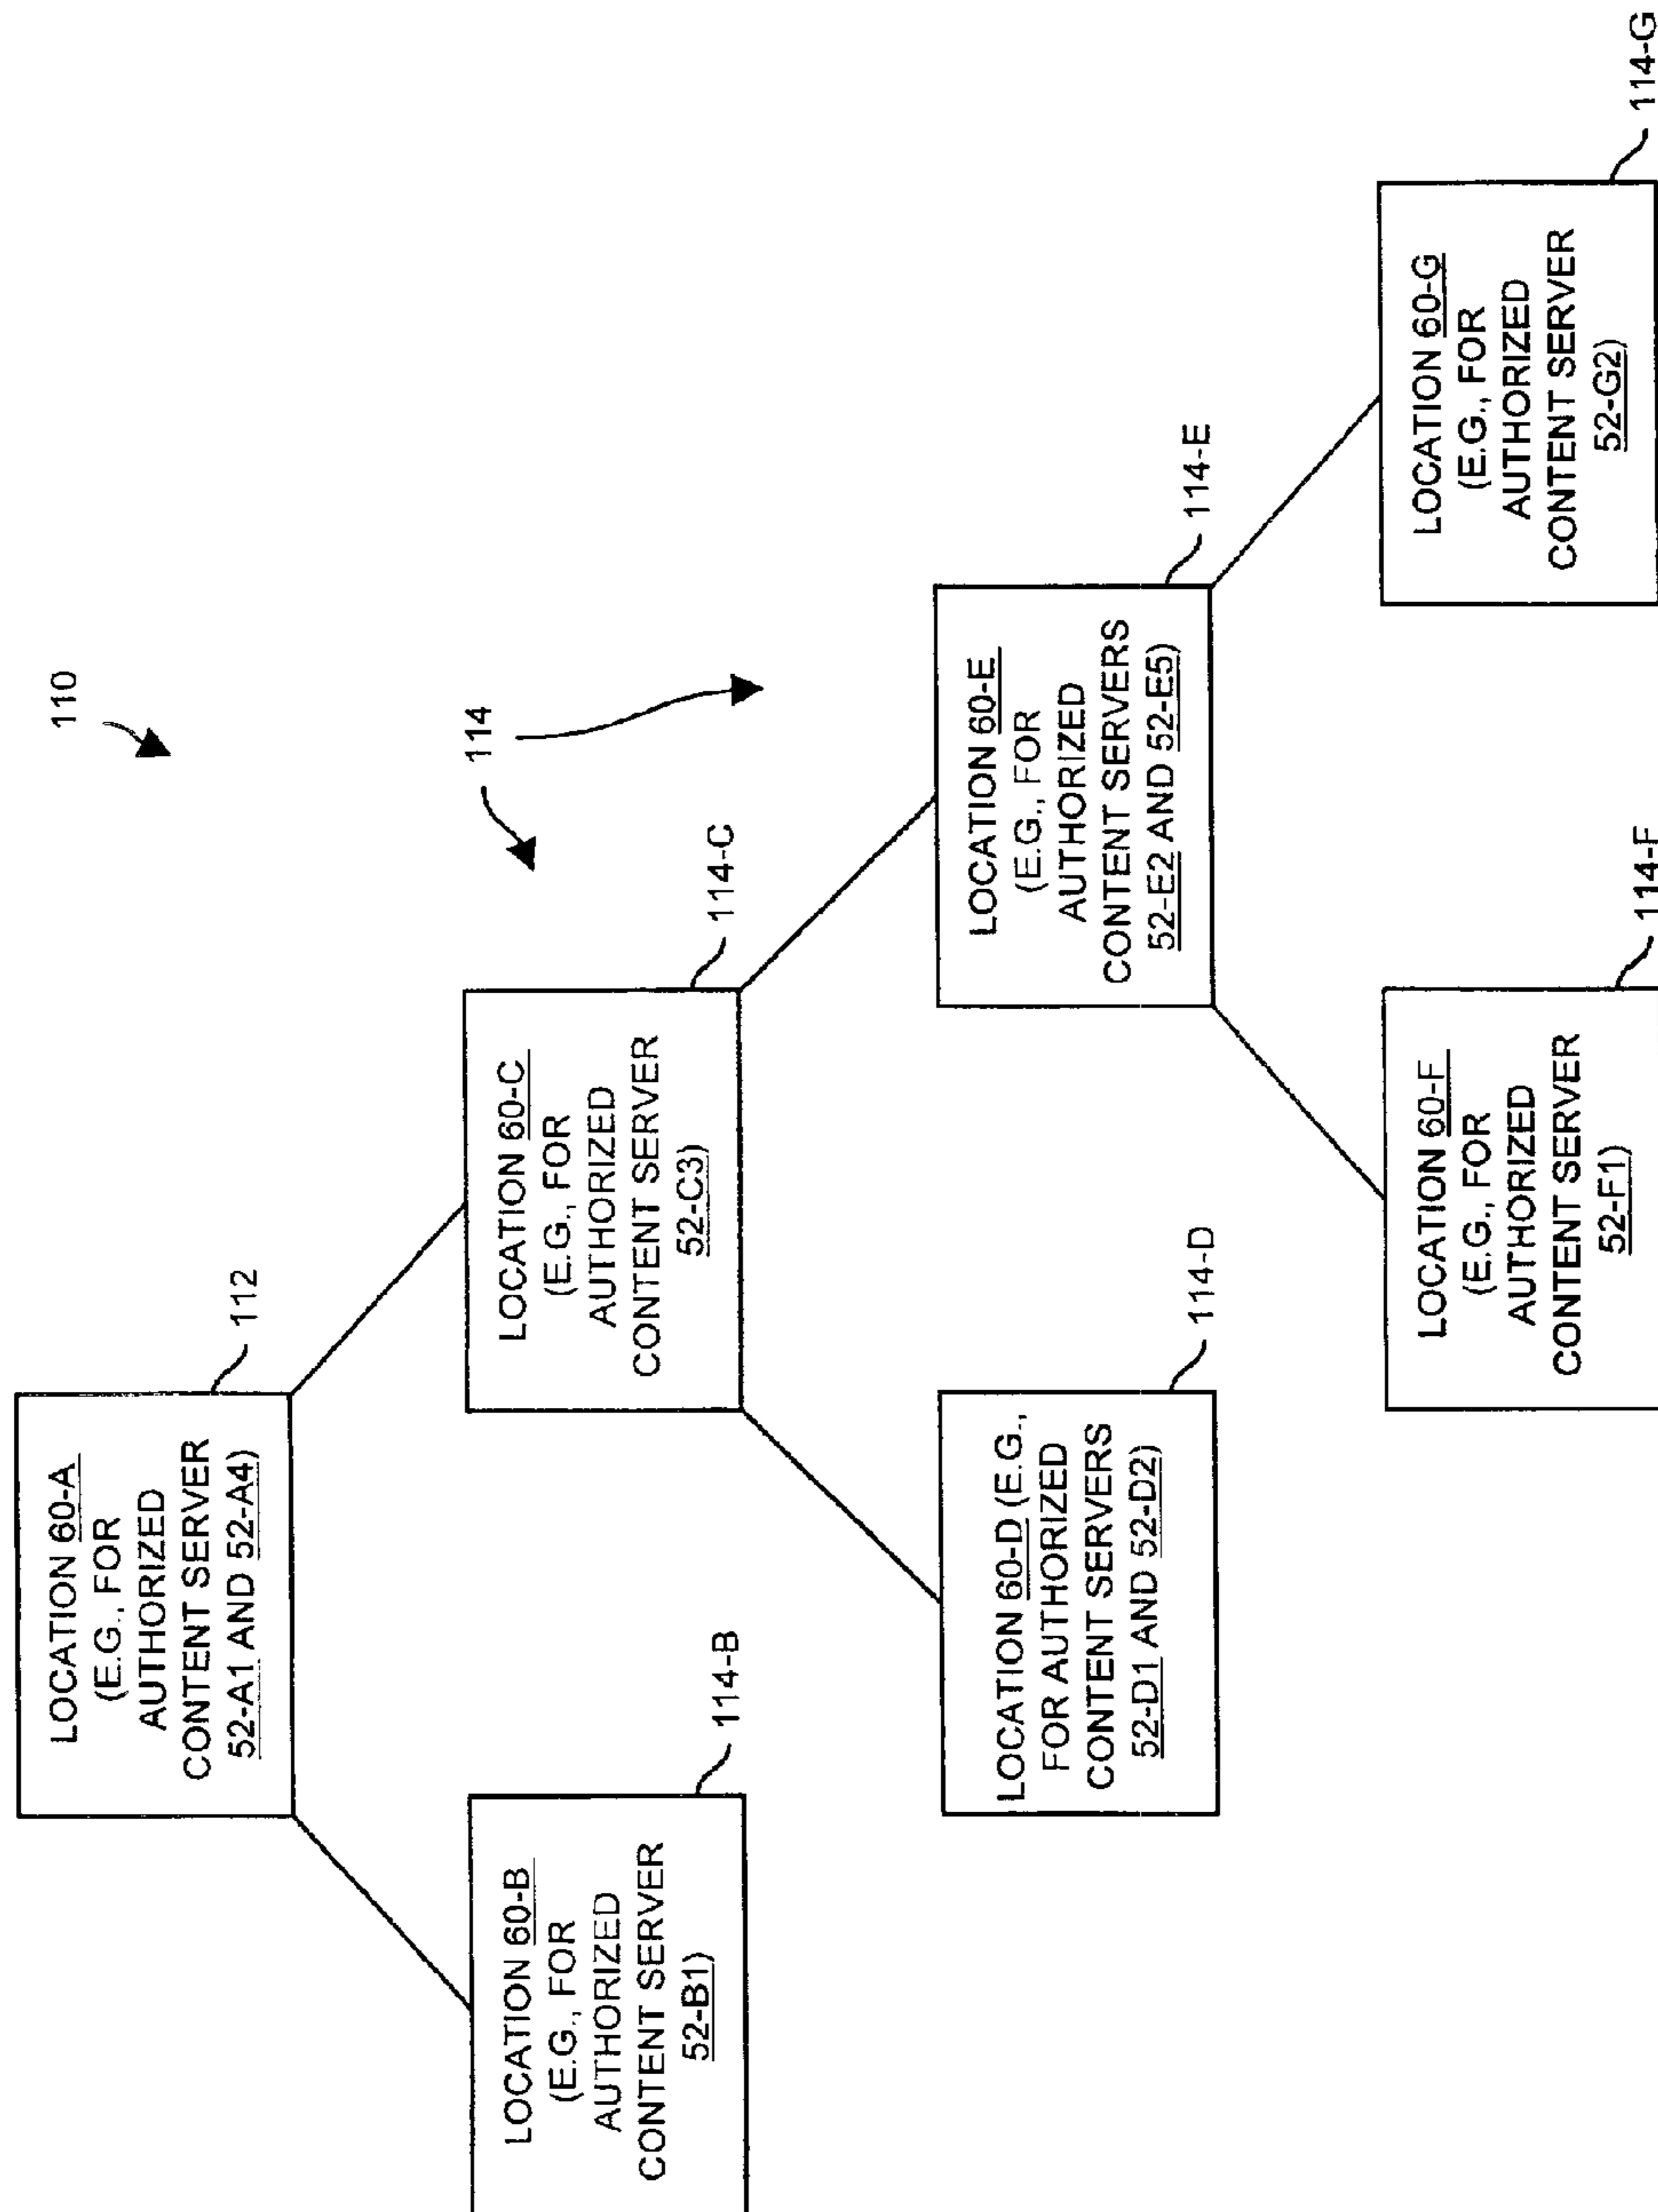 110
LOCATION 60-A
(E.G., FOR
AUTHORIZED
CONTENT SERVER
52-A1 AND 52-A4)
112
114
LOCATION 60-B
(E.G., FOR
AUTHORIZED
CONTENT SERVER
52-B1)
114-B
LOCATION 60-C
(E.G., FOR
AUTHORIZED
CONTENT SERVER
52-C3)
114-C
LOCATION 60-D (E.G.,
FOR AUTHORIZED
CONTENT SERVERS
52-D1 AND 52-D2)
114-D
LOCATION 60-E
(E.G., FOR
AUTHORIZED
CONTENT SERVERS
52-E2 AND 52-E5)
114-E
LOCATION 60-F
(E.G., FOR
AUTHORIZED
CONTENT SERVER
52-F1)
114-F
LOCATION 60-G
(E.G., FOR
AUTHORIZED
CONTENT SERVER
52-G2)
114-G